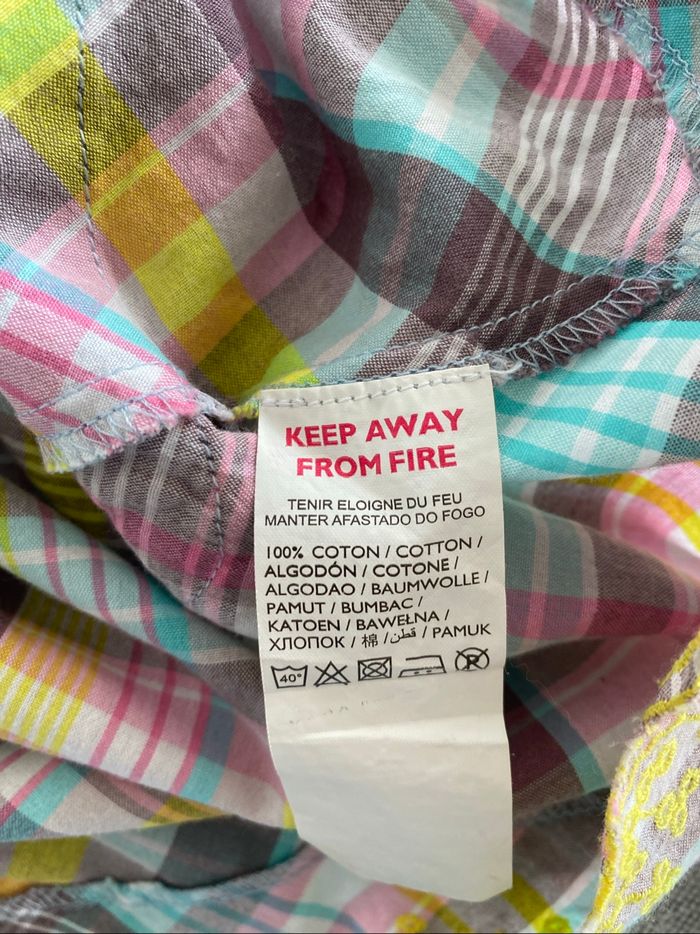 KEEP AWAY
FROM FIRE
TENIR ELOIGNE DU FEU
MANTER AFASTADO DO FOGO
100% COTON / COTTON /
ALGODÓN / COTONE /
ALGODAO / BAUMWOLLE /
PAMUT / BUMBAC /
KATOEN / BAWEŁNA /
ХЛОПОК / 棉 / قطن / PAMUK
40° P